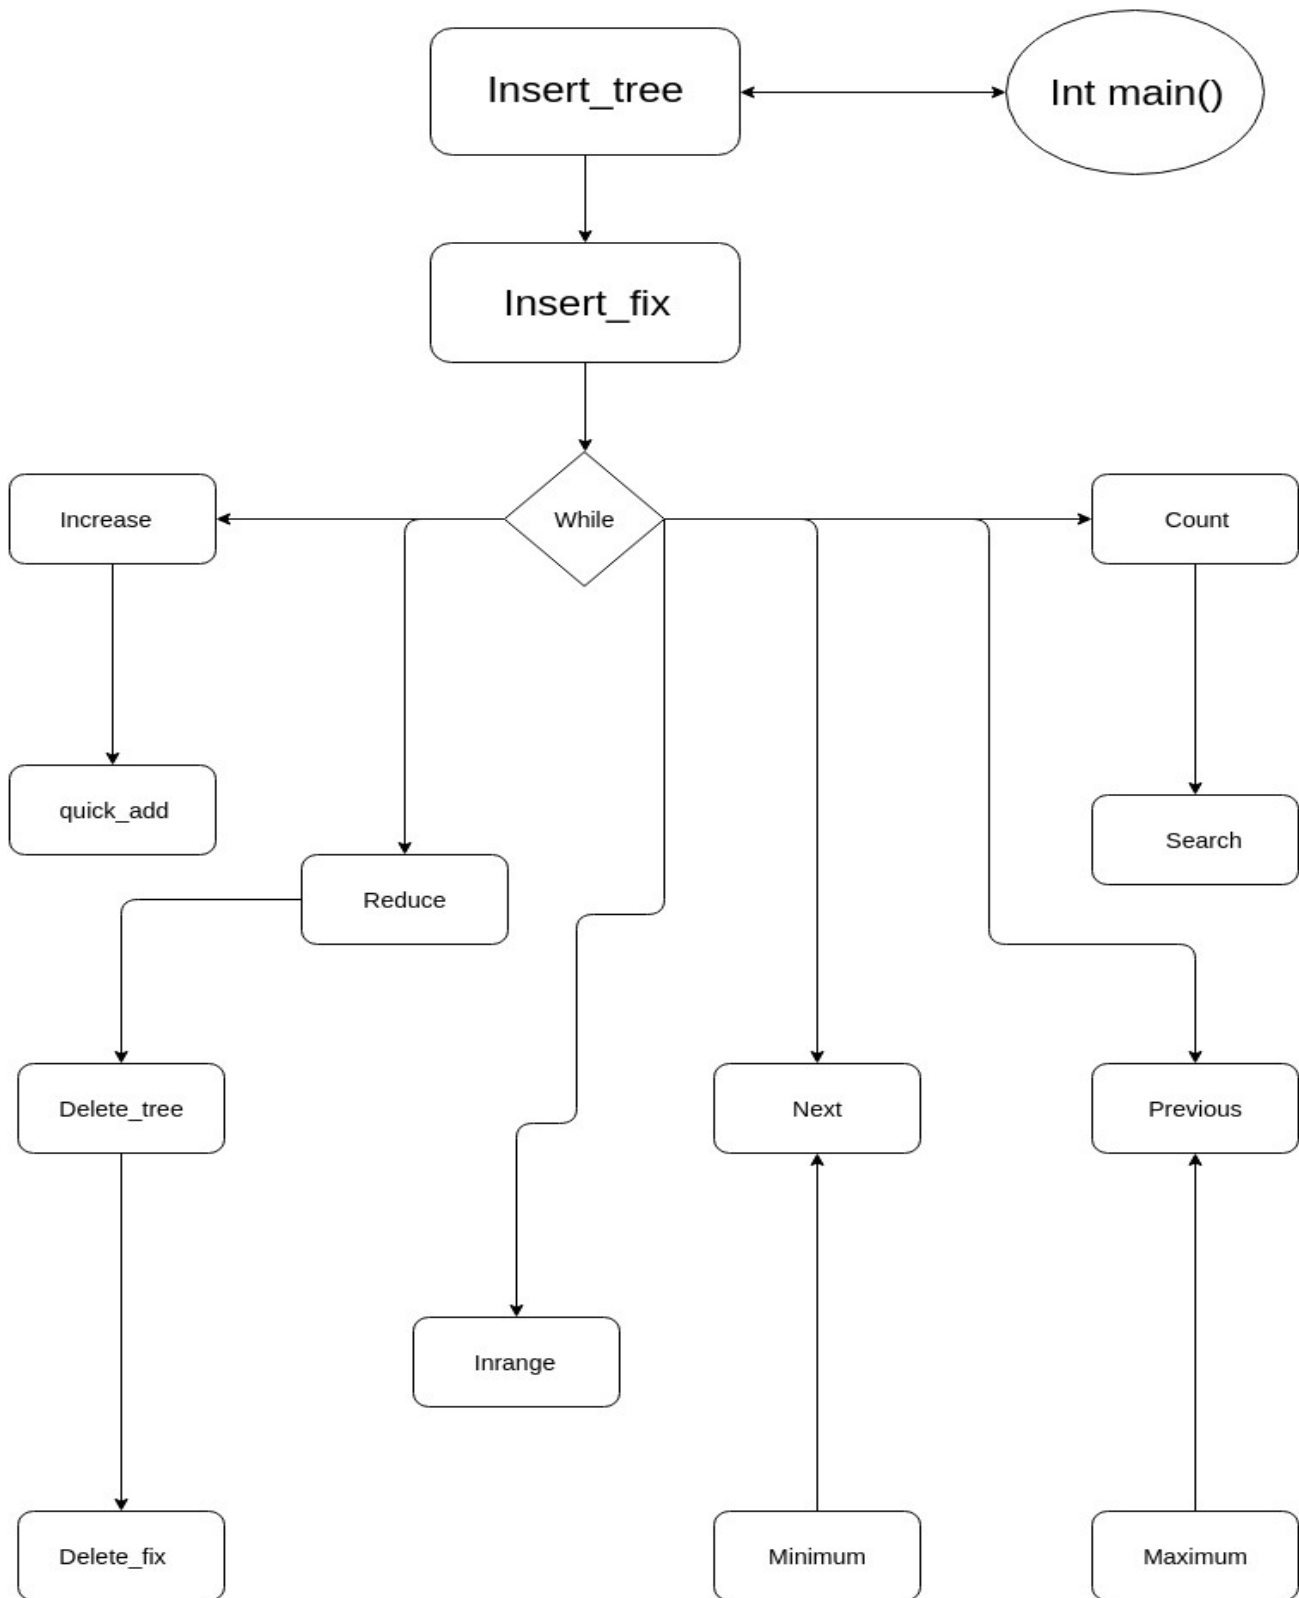 Insert_tree
Int main()
Insert_fix
Increase
While
Count
quick_add
Search
Reduce
Delete_tree
Next
Previous
Inrange
Delete_fix
Minimum
Maximum